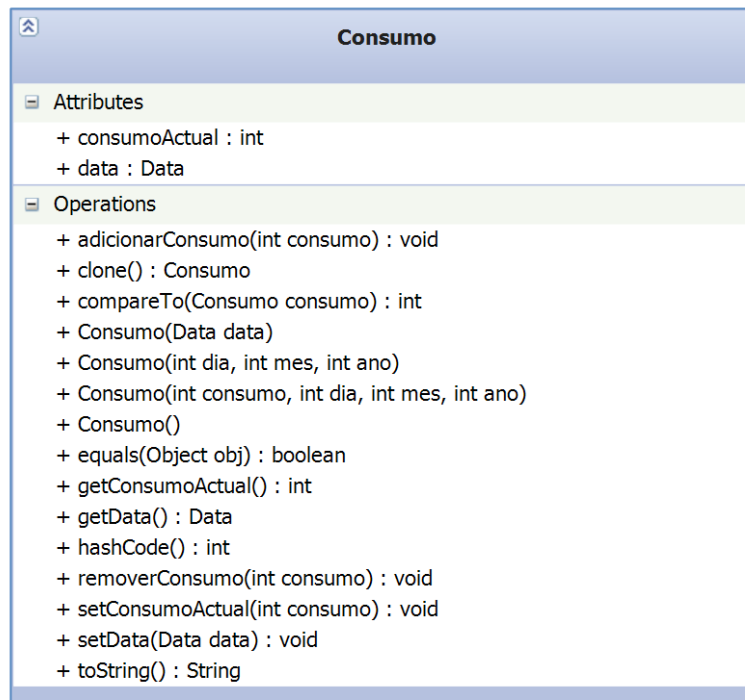 Consumo
Attributes
+ consumoActual : int
+ data : Data
Operations
+ adicionarConsumo(int consumo) : void
+ clone() : Consumo
+ compareTo(Consumo consumo) : int
+ Consumo(Data data)
+ Consumo(int dia, int mes, int ano)
+ Consumo(int consumo, int dia, int mes, int ano)
+ Consumo()
+ equals(Object obj) : boolean
+ getConsumoActual() : int
+ getData() : Data
+ hashCode() : int
+ removerConsumo(int consumo) : void
+ setConsumoActual(int consumo) : void
+ setData(Data data) : void
+ toString() : String